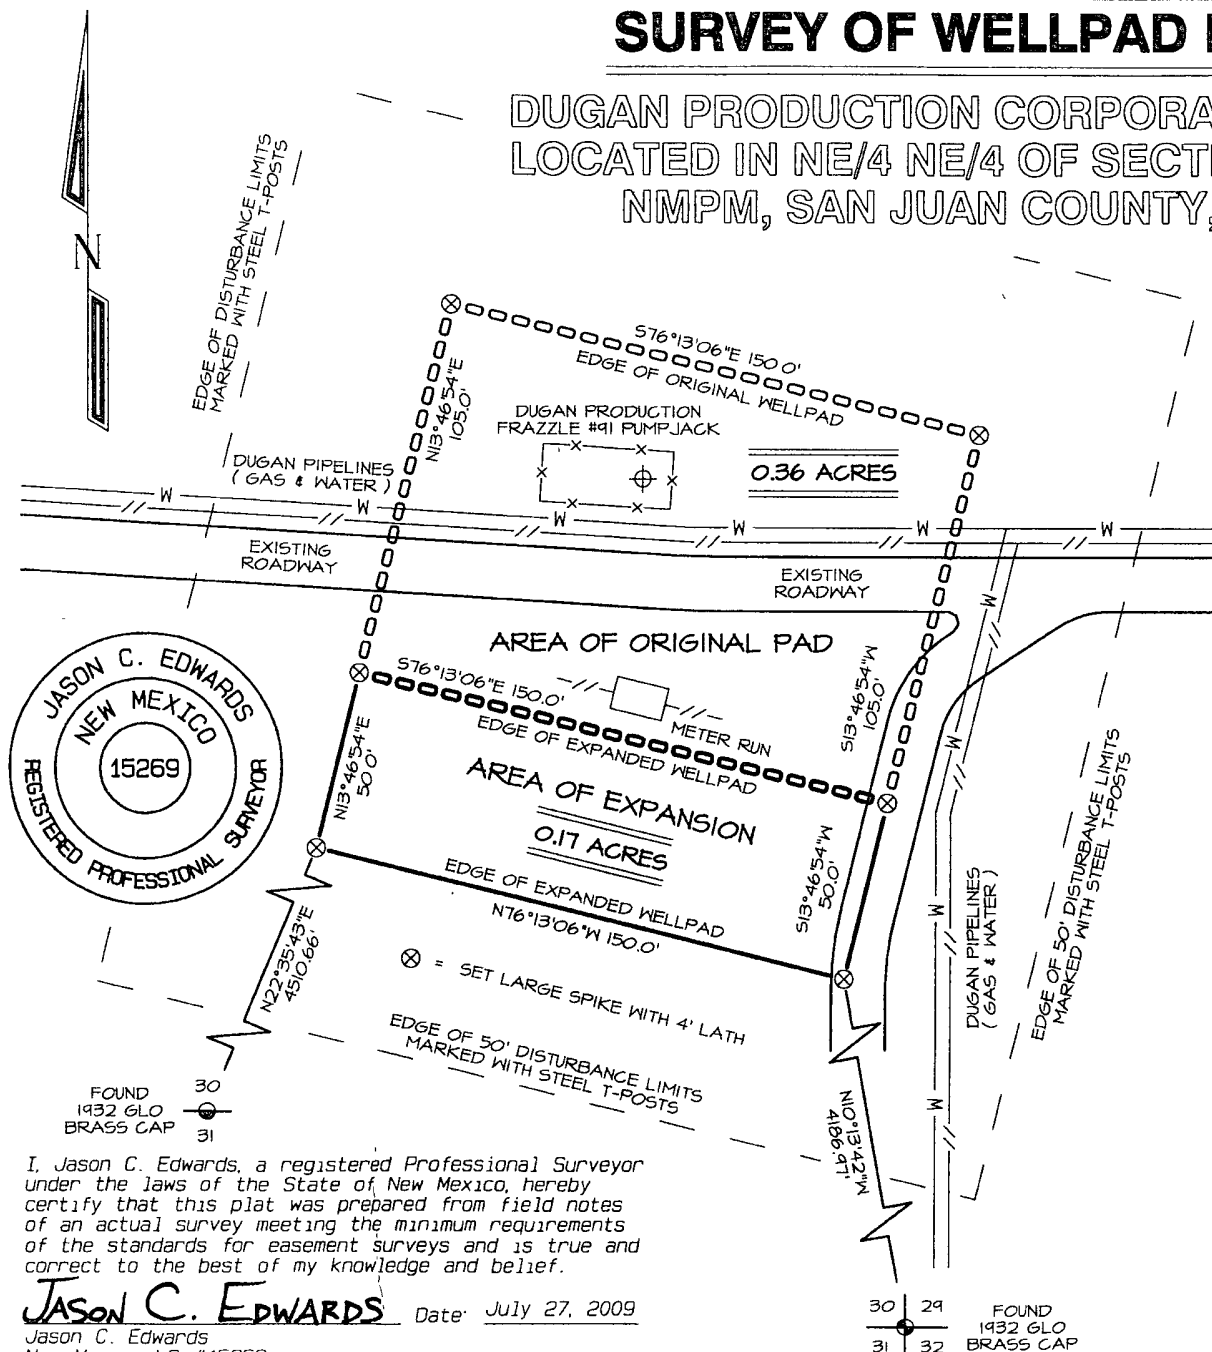 SURVEY OF WELLPAD
DUGAN PRODUCTION
LOCATED IN NE/4 NE/4 OF
NMPM, SAN JUAN COUNTY,
N
EDGE OF DISTURBANCE LIMITS
MARKED WITH STEEL T-POSTS
S76°13'06"E 150.0'
EDGE OF ORIGINAL WELLPAD
N13°46'54"E
105.0'
DUGAN PRODUCTION
FRAZZLE #91 PUMPJACK
0.36 ACRES
DUGAN PIPELINES
( GAS & WATER )
W
W
W
W
W
W
EXISTING
ROADWAY
EXISTING
ROADWAY
AREA OF ORIGINAL PAD
S76°13'06"E 150.0'
METER RUN
EDGE OF EXPANDED WELLPAD
S13°46'54"W
105.0'
W
W
W
W
JASON C. EDWARDS
NEW MEXICO
15269
REGISTERED PROFESSIONAL SURVEYOR
N13°46'54"E
50.0'
AREA OF EXPANSION
0.17 ACRES
S13°46'54"W
50.0'
EDGE OF EXPANDED WELLPAD
N76°13'06"W 150.0'
DUGAN PIPELINES
( GAS & WATER )
EDGE OF 50' DISTURBANCE LIMITS
MARKED WITH STEEL T-POSTS
N22°35'43"E
4510.66'
= SET LARGE SPIKE WITH 4' LATH
EDGE OF 50' DISTURBANCE LIMITS
MARKED WITH STEEL T-POSTS
N10°13'42"W
4186.97'
FOUND
1932 GLO
BRASS CAP
30
31
I, Jason C. Edwards, a registered Professional Surveyor
under the laws of the State of New Mexico, hereby
certify that this plat was prepared from field notes
of an actual survey meeting the minimum requirements
of the standards for easement surveys and is true and
correct to the best of my knowledge and belief.
JASON C. EDWARDS Date: July 27, 2009
Jason C. Edwards
30 29
31 32
FOUND
1932 GLO
BRASS CAP